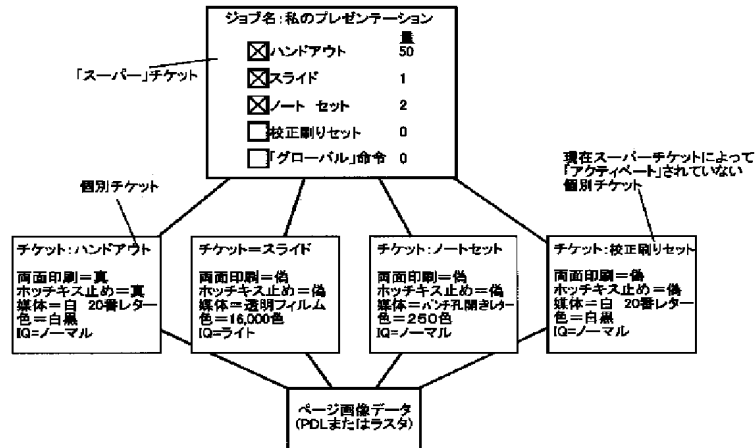 ジョブ名:私のプレゼンテーション
量
ハンドアウト 50
スライド 1
ノート セット 2
校正刷りセット 0
「グローバル」命令 0
「スーパー」チケット
個別チケット
現在スーパーチケットによって
「アクティベート」されていない
個別チケット
チケット:ハンドアウト
両面印刷=真
ホッチキス止め=真
媒体=白 20番レター
色=白黒
IQ=ノーマル
チケット=スライド
両面印刷=偽
ホッチキス止め=偽
媒体=透明フィルム
色=16,000色
IQ=ライト
チケット:ノートセット
両面印刷=偽
ホッチキス止め=偽
媒体=パンチ孔開きレター
色=250色
IQ=ノーマル
チケット:校正刷りセット
両面印刷=偽
ホッチキス止め=偽
媒体=白 20番レター
色=白黒
IQ=ノーマル
ページ画像データ
(PDLまたはラスタ)